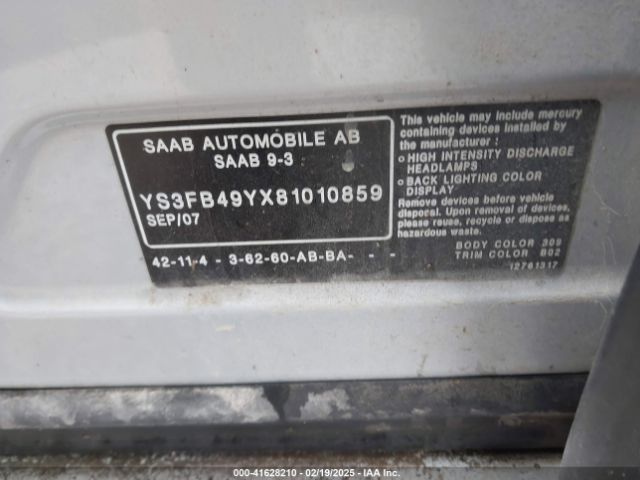 SAAB AUTOMOBILE AB
SAAB 9-3
YS3FB49YX81010859
SEP/07
42-11-4 - 3-62-60-AB-BA- - -
This vehicle may include mercury
containing devices installed by
the manufacturer :
o HIGH INTENSITY DISCHARGE
HEADLAMPS
o BACK LIGHTING COLOR
DISPLAY
Remove devices before vehicle
disposal. Upon removal of devices,
please reuse, recycle or dispose as
hazardous waste.
BODY COLOR 309
TRIM COLOR B02
12761317
000-41628210 - 02/19/2025 - IAA Inc.